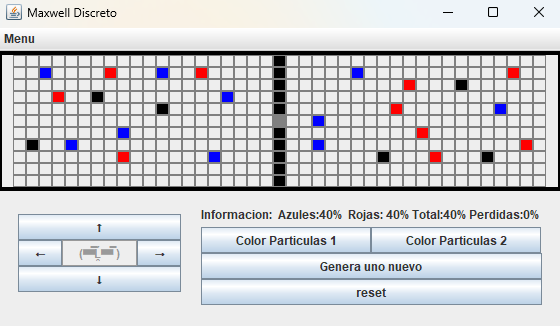 Maxwell Discreto
Menu
Informacion: Azules:40% Rojas: 40% Total:40% Perdidas:0%
↑
Color Particulas 1 Color Particulas 2
← →
Genera uno nuevo
↓
reset